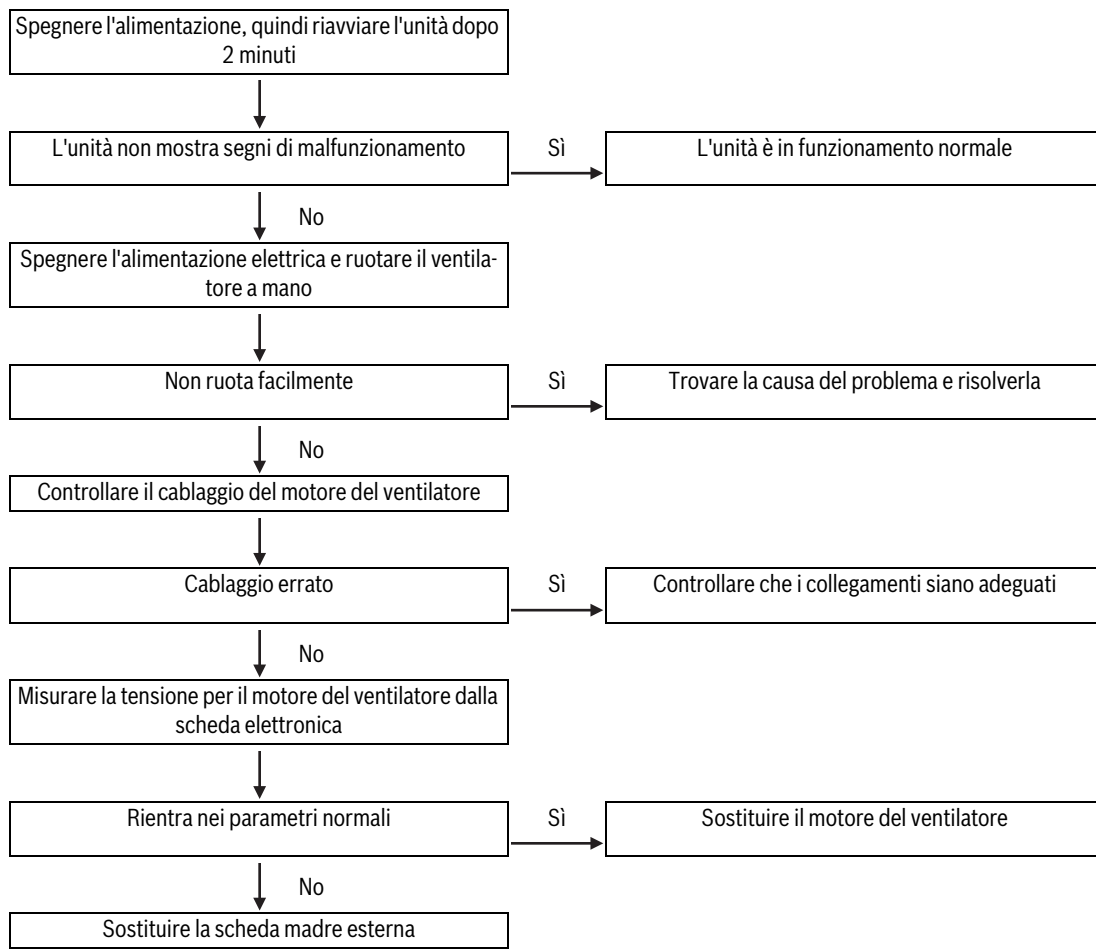 Spegnere l'alimentazione, quindi riavviare l'unità dopo
2 minuti
L'unità non mostra segni di malfunzionamento
Sì
L'unità è in funzionamento normale
No
Spegnere l'alimentazione elettrica e ruotare il ventila-
tore a mano
Non ruota facilmente
Sì
Trovare la causa del problema e risolverla
No
Controllare il cablaggio del motore del ventilatore
Cablaggio errato
Sì
Controllare che i collegamenti siano adeguati
No
Misurare la tensione per il motore del ventilatore dalla
scheda elettronica
Rientra nei parametri normali
Sì
Sostituire il motore del ventilatore
No
Sostituire la scheda madre esterna